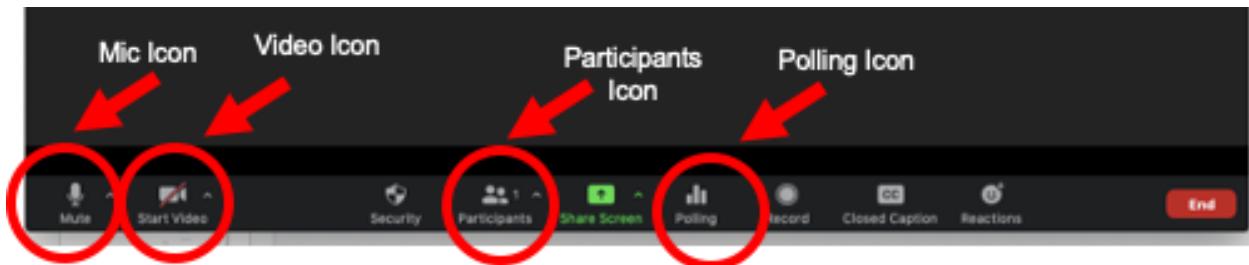 Mic Icon
Video Icon
Participants
Icon
Polling Icon
Mute
Start Video
Security
1
Participants
Share Screen
Polling
Record
CC
Closed Caption
Reactions
End